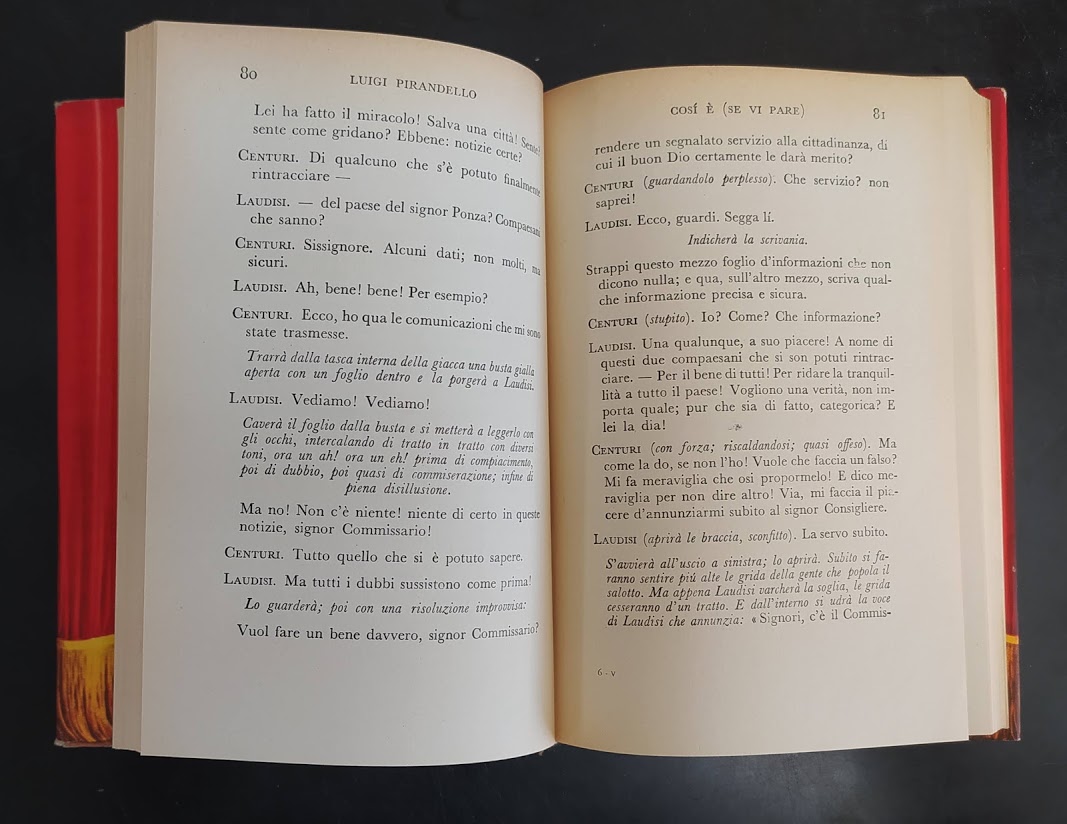 80
LUIGI PIRANDELLO
Lei ha fatto il miracolo! Salva una città! Sente?
sente come gridano? Ebbene: notizie certe?
CENTURI. Di qualcuno che s'è potuto finalmente
rintracciare —
LAUDISI. — del paese del signor Ponza? Compaesani
che sanno?
CENTURI. Sissignore. Alcuni dati; non molti, ma
sicuri.
LAUDISI. Ah, bene! bene! Per esempio?
CENTURI. Ecco, ho qua le comunicazioni che mi sono
state trasmesse.
Trarrà dalla tasca interna della giacca una busta gialla
aperta con un foglio dentro e la porgerà a Laudisi.
LAUDISI. Vediamo! Vediamo!
Caverà il foglio dalla busta e si metterà a leggerlo con
gli occhi, intercalando di tratto in tratto con diversi
toni, ora un ah! ora un eh! prima di compiacimento,
poi di dubbio, poi quasi di commiserazione; infine di
piena disillusione.
Ma no! Non c'è niente! niente di certo in queste
notizie, signor Commissario!
CENTURI. Tutto quello che si è potuto sapere.
LAUDISI. Ma tutti i dubbi sussistono come prima!
Lo guarderà; poi con una risoluzione improvvisa:
Vuol fare un bene davvero, signor Commissario?
COSÍ È (SE VI PARE)
81
rendere un segnalato servizio alla cittadinanza, di
cui il buon Dio certamente le darà merito?
CENTURI (guardandolo perplesso). Che servizio? non
saprei!
LAUDISI. Ecco, guardi. Segga lí.
Indicherà la scrivania.
Strappi questo mezzo foglio d'informazioni che non
dicono nulla; e qua, sull'altro mezzo, scriva qual-
che informazione precisa e sicura.
CENTURI (stupito). Io? Come? Che informazione?
LAUDISI. Una qualunque, a suo piacere! A nome di
questi due compaesani che si son potuti rintrac-
ciare. — Per il bene di tutti! Per ridare la tranquil-
lità a tutto il paese! Vogliono una verità, non im-
porta quale; pur che sia di fatto, categorica? E
lei la dia!
CENTURI (con forza; riscaldandosi; quasi offeso). Ma
come la do, se non l'ho! Vuole che faccia un falso?
Mi fa meraviglia che osi propormelo! E dico me-
raviglia per non dire altro! Via, mi faccia il pia-
cere d'annunziarmi subito al signor Consigliere.
LAUDISI (aprirà le braccia, sconfitto). La servo subito.
S'avvierà all'uscio a sinistra; lo aprirà. Subito si fa-
ranno sentire piú alte le grida della gente che popola il
salotto. Ma appena Laudisi varcherà la soglia, le grida
cesseranno d'un tratto. E dall'interno si udrà la voce
di Laudisi che annunzia: « Signori, c'è il Commis-
6 - V